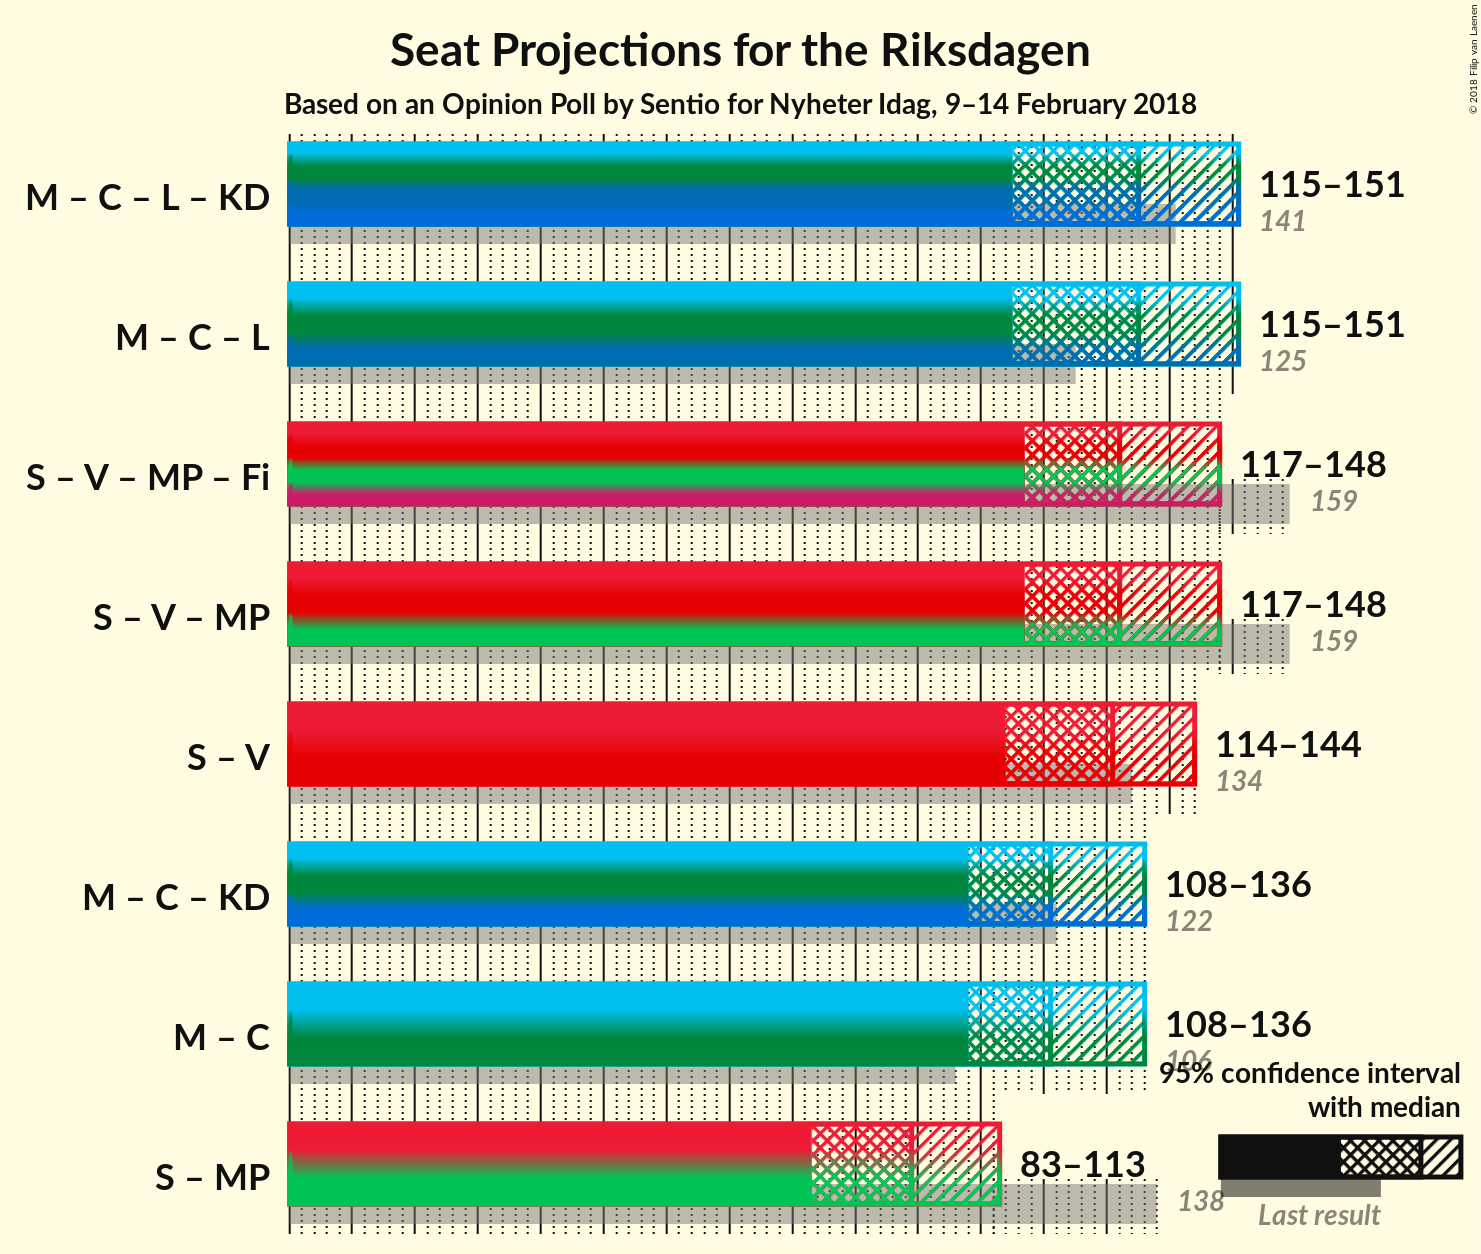 Seat Projections for the Riksdagen
Based on an Opinion Poll by Sentio for Nyheter Idag, 9–14 February 2018
© 2018 Filip van Laenen
M – C – L – KD
115–151
141
M – C – L
115–151
125
S – V – MP – Fi
117–148
159
S – V – MP
117–148
159
S – V
114–144
134
M – C – KD
108–136
122
M – C
108–136
106
S – MP
83–113
138
95% confidence interval
with median
Last result